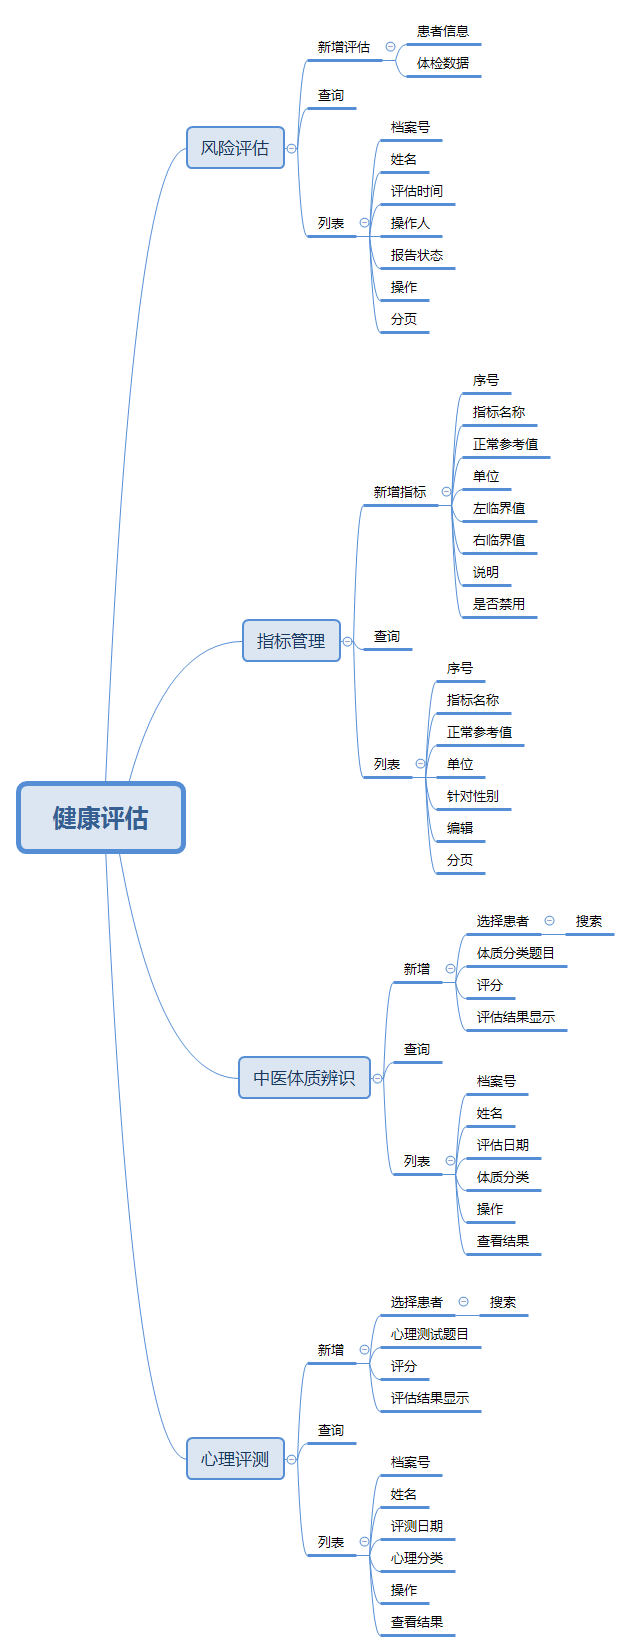 健康评估
风险评估
新增评估
患者信息
体检数据
查询
列表
档案号
姓名
评估时间
操作人
报告状态
操作
分页
指标管理
新增指标
序号
指标名称
正常参考值
单位
左临界值
右临界值
说明
是否禁用
查询
列表
序号
指标名称
正常参考值
单位
针对性别
编辑
分页
中医体质辨识
新增
选择患者
搜索
体质分类题目
评分
评估结果显示
查询
列表
档案号
姓名
评估日期
体质分类
操作
查看结果
心理评测
新增
选择患者
搜索
心理测试题目
评分
评估结果显示
查询
列表
档案号
姓名
评测日期
心理分类
操作
查看结果